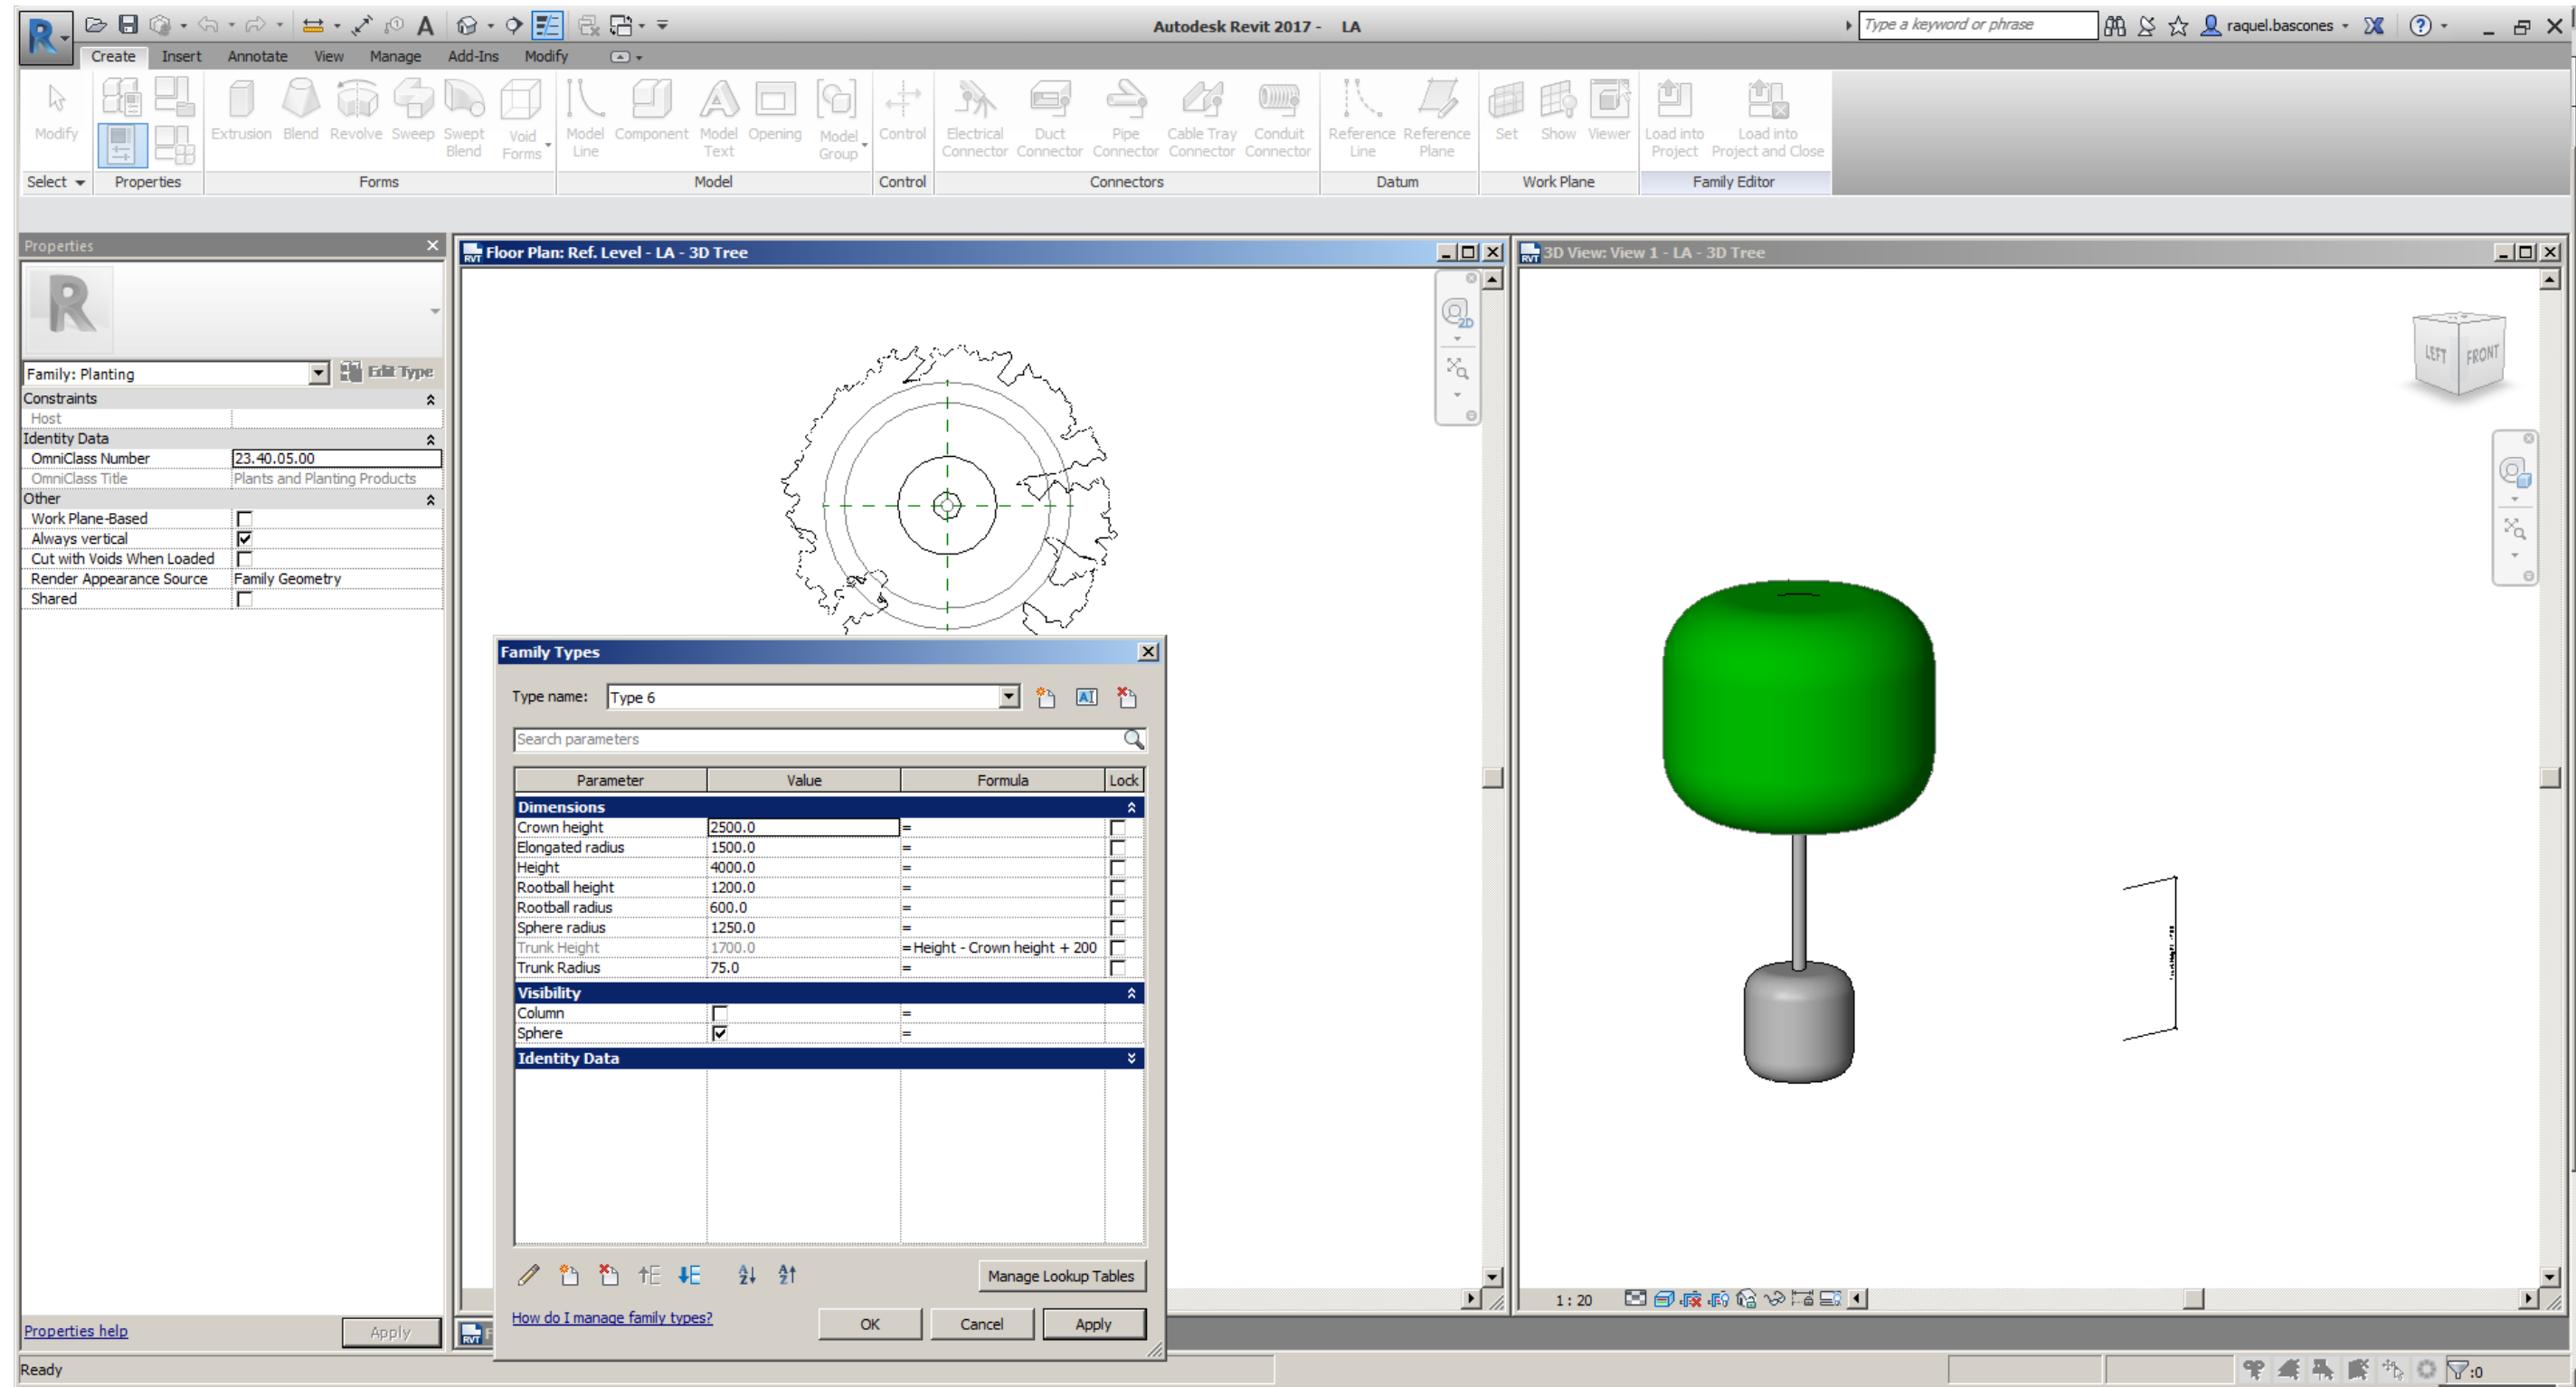 Autodesk Revit 2017 -   LA
Type a keyword or phrase
raquel.bascones
Create Insert Annotate View Manage Add-Ins Modify
Modify
Extrusion Blend Revolve Sweep Swept Blend Void Forms
Model Line Component Model Text Opening Model Group
Control
Electrical Connector Duct Connector Pipe Connector Cable Tray Connector Conduit Connector
Reference Line Reference Plane
Set Show Viewer
Load into Project Load into Project and Close
Select Properties Forms Model Control Connectors Datum Work Plane Family Editor
Properties
Family: Planting
Edit Type
Constraints
Host
Identity Data
OmniClass Number 23.40.05.00
OmniClass Title Plants and Planting Products
Other
Work Plane-Based
Always vertical
Cut with Voids When Loaded
Render Appearance Source Family Geometry
Shared
Properties help
Apply
Floor Plan: Ref. Level - LA - 3D Tree
2D
3D View: View 1 - LA - 3D Tree
LEFT FRONT
Family Types
Type name: Type 6
Search parameters
Parameter Value Formula Lock
Dimensions
Crown height 2500.0 =
Elongated radius 1500.0 =
Height 4000.0 =
Rootball height 1200.0 =
Rootball radius 600.0 =
Sphere radius 1250.0 =
Trunk Height 1700.0 =Height - Crown height + 200
Trunk Radius 75.0 =
Visibility
Column =
Sphere =
Identity Data
Manage Lookup Tables
How do I manage family types?
OK Cancel Apply
1 : 20
Ready
:0